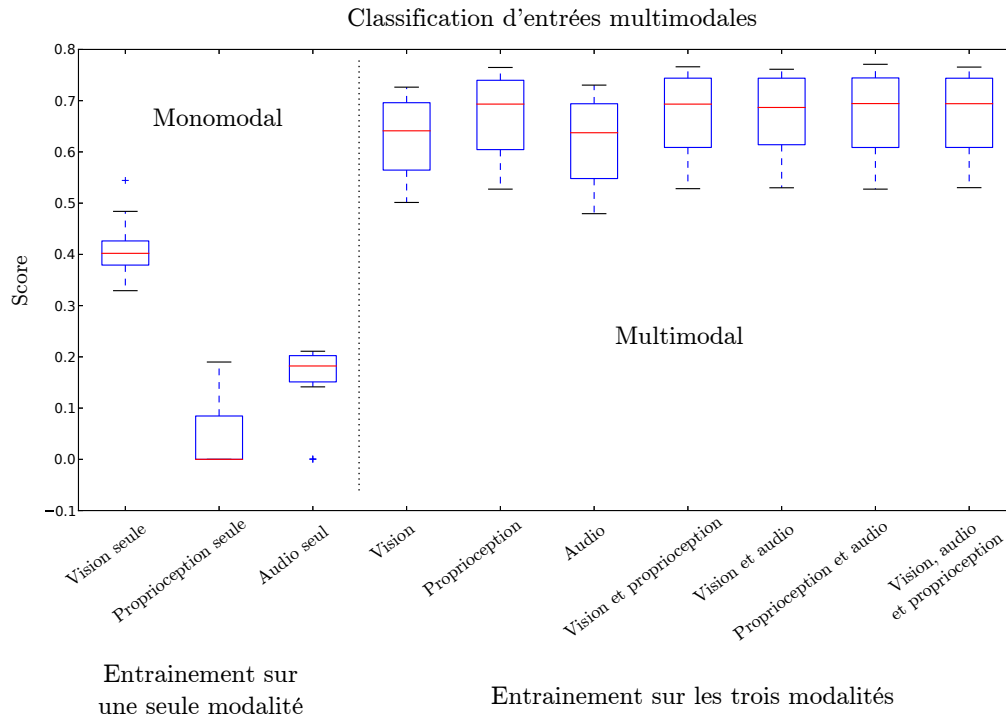 Classification d'entrées multimodales
0.8
0.7
0.6
0.5
0.4
0.3
0.2
0.1
0.0
−0.1
Score
Monomodal
Multimodal
Vision seule
Proprioception seule
Audio seul
Vision
Proprioception
Audio
Vision et proprioception
Vision et audio
Proprioception et audio
Vision, audio
et proprioception
Entrainement sur
une seule modalité
Entrainement sur les trois modalités